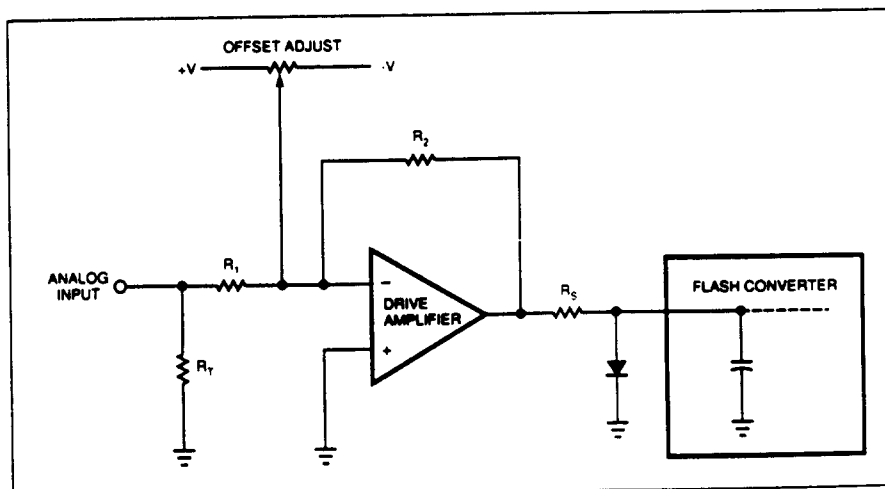 OFFSET ADJUST
+V
-V
R2
R1
ANALOG
INPUT
RT
DRIVE
AMPLIFIER
−
+
RS
FLASH CONVERTER